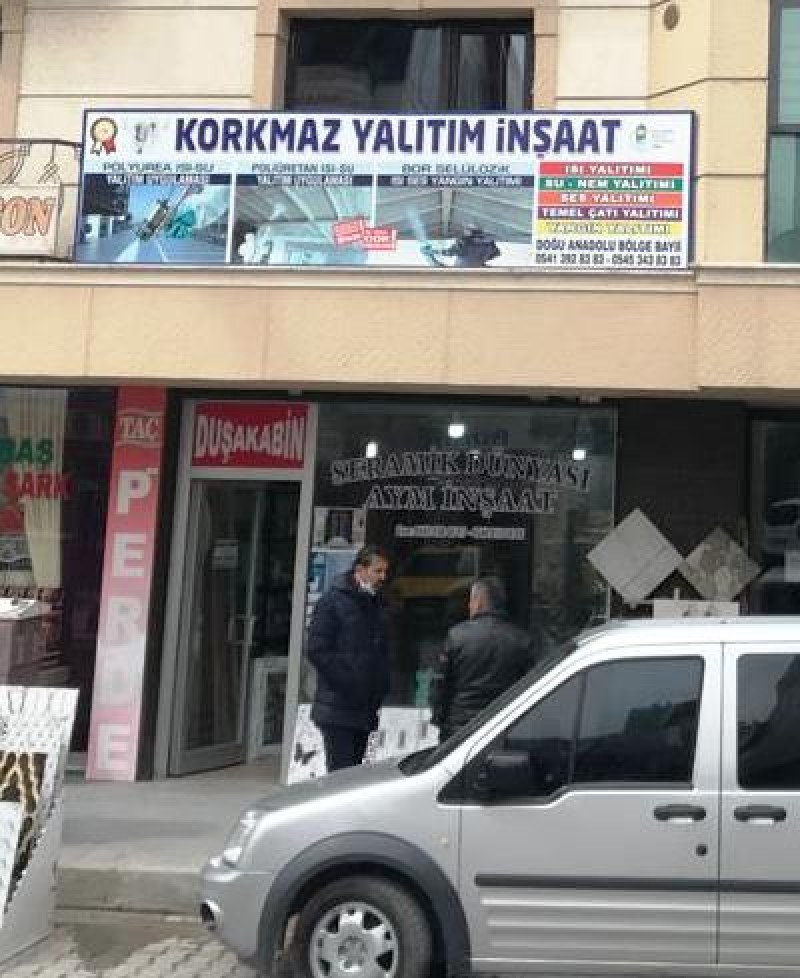 KORKMAZ YALITIM İNŞAAT
POLYUREA ISI-SU
YALITIM UYGULAMASI
POLİÜRETAN ISI-SU
YALITIM UYGULAMASI
BOR SELÜLOZİK
ISI SES YANGIN YALITIMI
ISI YALITIMI
SU - NEM YALITIMI
SES YALITIMI
TEMEL ÇATI YALITIMI
YANGIN YALITIMI
DOĞU ANADOLU BÖLGE BAYİİ
0541 392 83 83 - 0545 343 83 83
ON
TAÇ
PERDE
DUŞAKABİN
SERAMİK DÜNYASI
AYM İNŞAAT